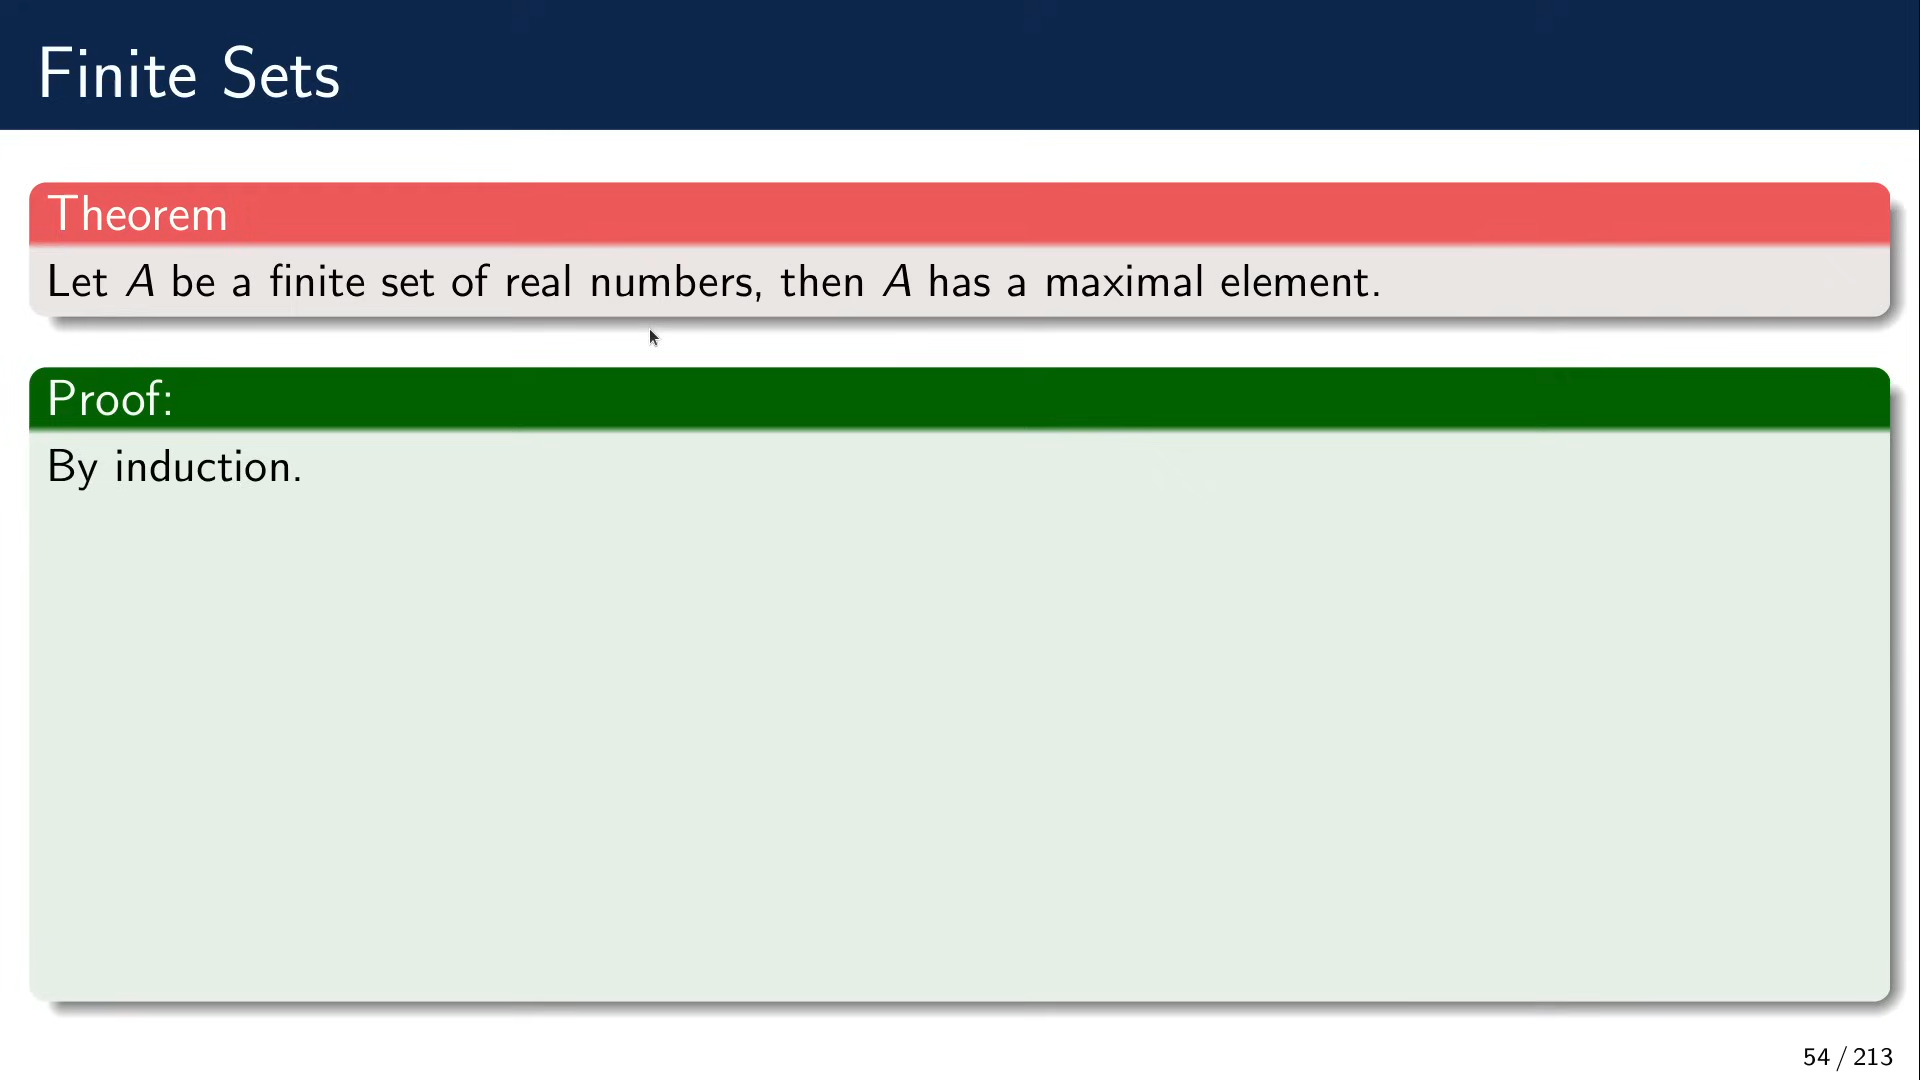 Finite Sets
Theorem
Let A be a finite set of real numbers, then A has a maximal element.
Proof:
By induction.
54 / 213